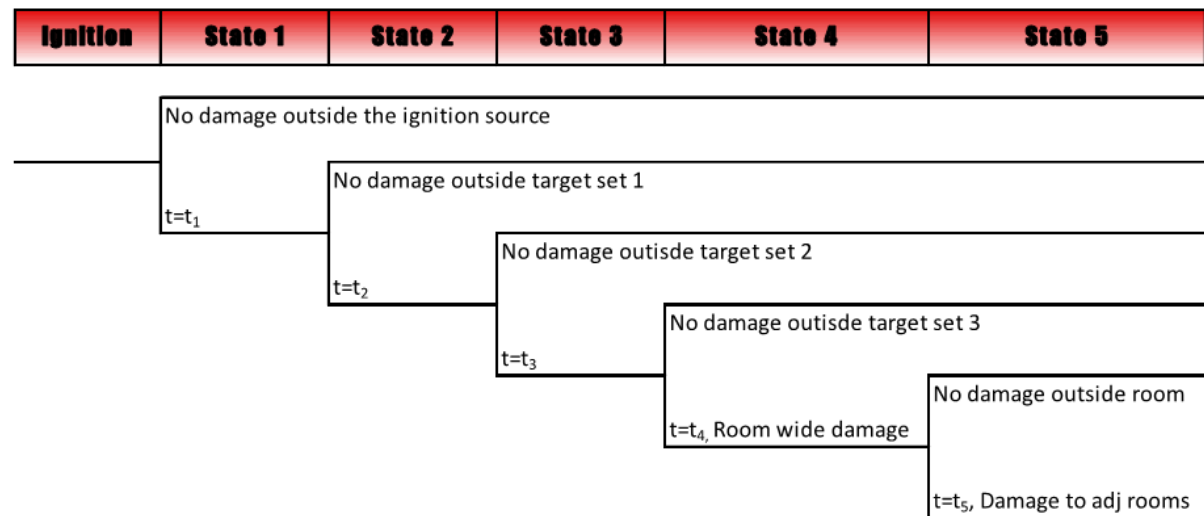 Ignition State 1 State 2 State 3 State 4 State 5
No damage outside the ignition source
No damage outside target set 1
t=t₁
No damage outisde target set 2
t=t₂
No damage outisde target set 3
t=t₃
No damage outside room
t=t₄, Room wide damage
t=t₅, Damage to adj rooms